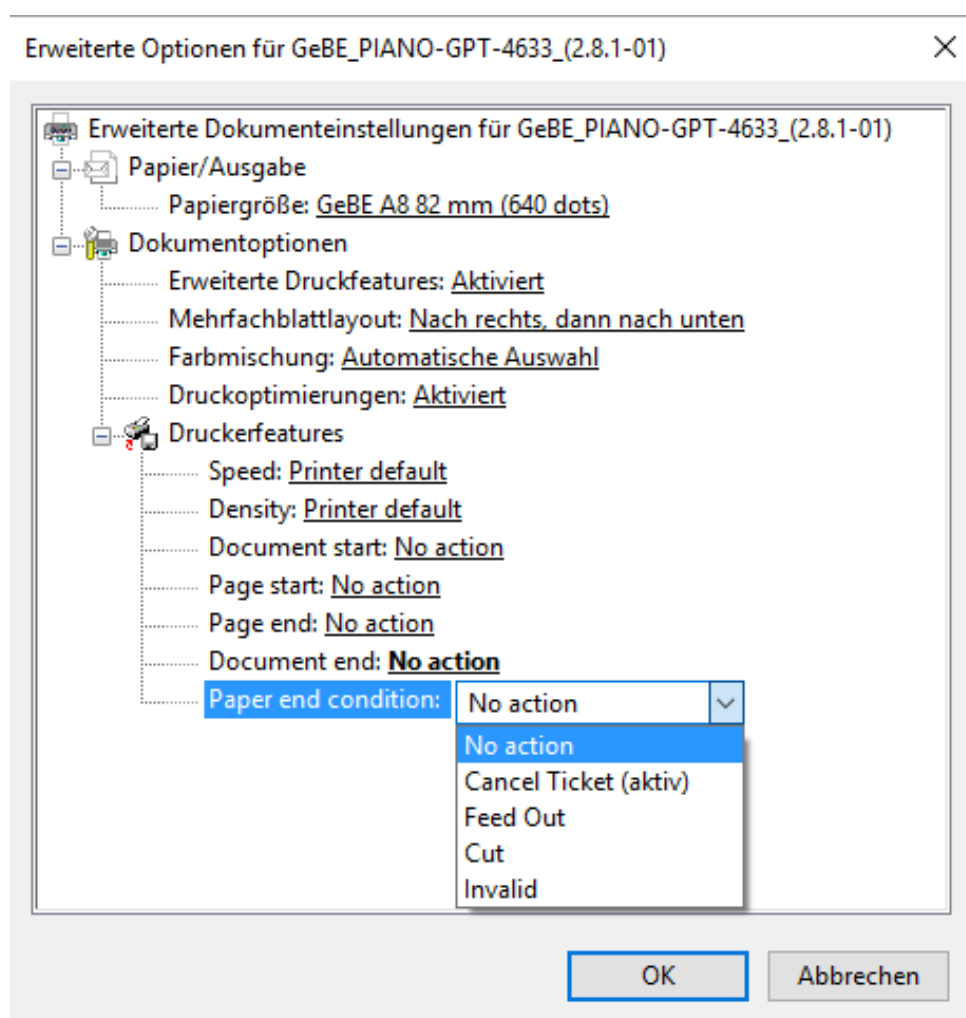 Erweiterte Optionen für GeBE_PIANO-GPT-4633_(2.8.1-01)
Erweiterte Dokumenteinstellungen für GeBE_PIANO-GPT-4633_(2.8.1-01)
Papier/Ausgabe
Papiergröße: GeBE A8 82 mm (640 dots)
Dokumentoptionen
Erweiterte Druckfeatures: Aktiviert
Mehrfachblattlayout: Nach rechts, dann nach unten
Farbmischung: Automatische Auswahl
Druckoptimierungen: Aktiviert
Druckerfeatures
Speed: Printer default
Density: Printer default
Document start: No action
Page start: No action
Page end: No action
Document end: No action
Paper end condition: No action
No action
Cancel Ticket (aktiv)
Feed Out
Cut
Invalid
OK Abbrechen